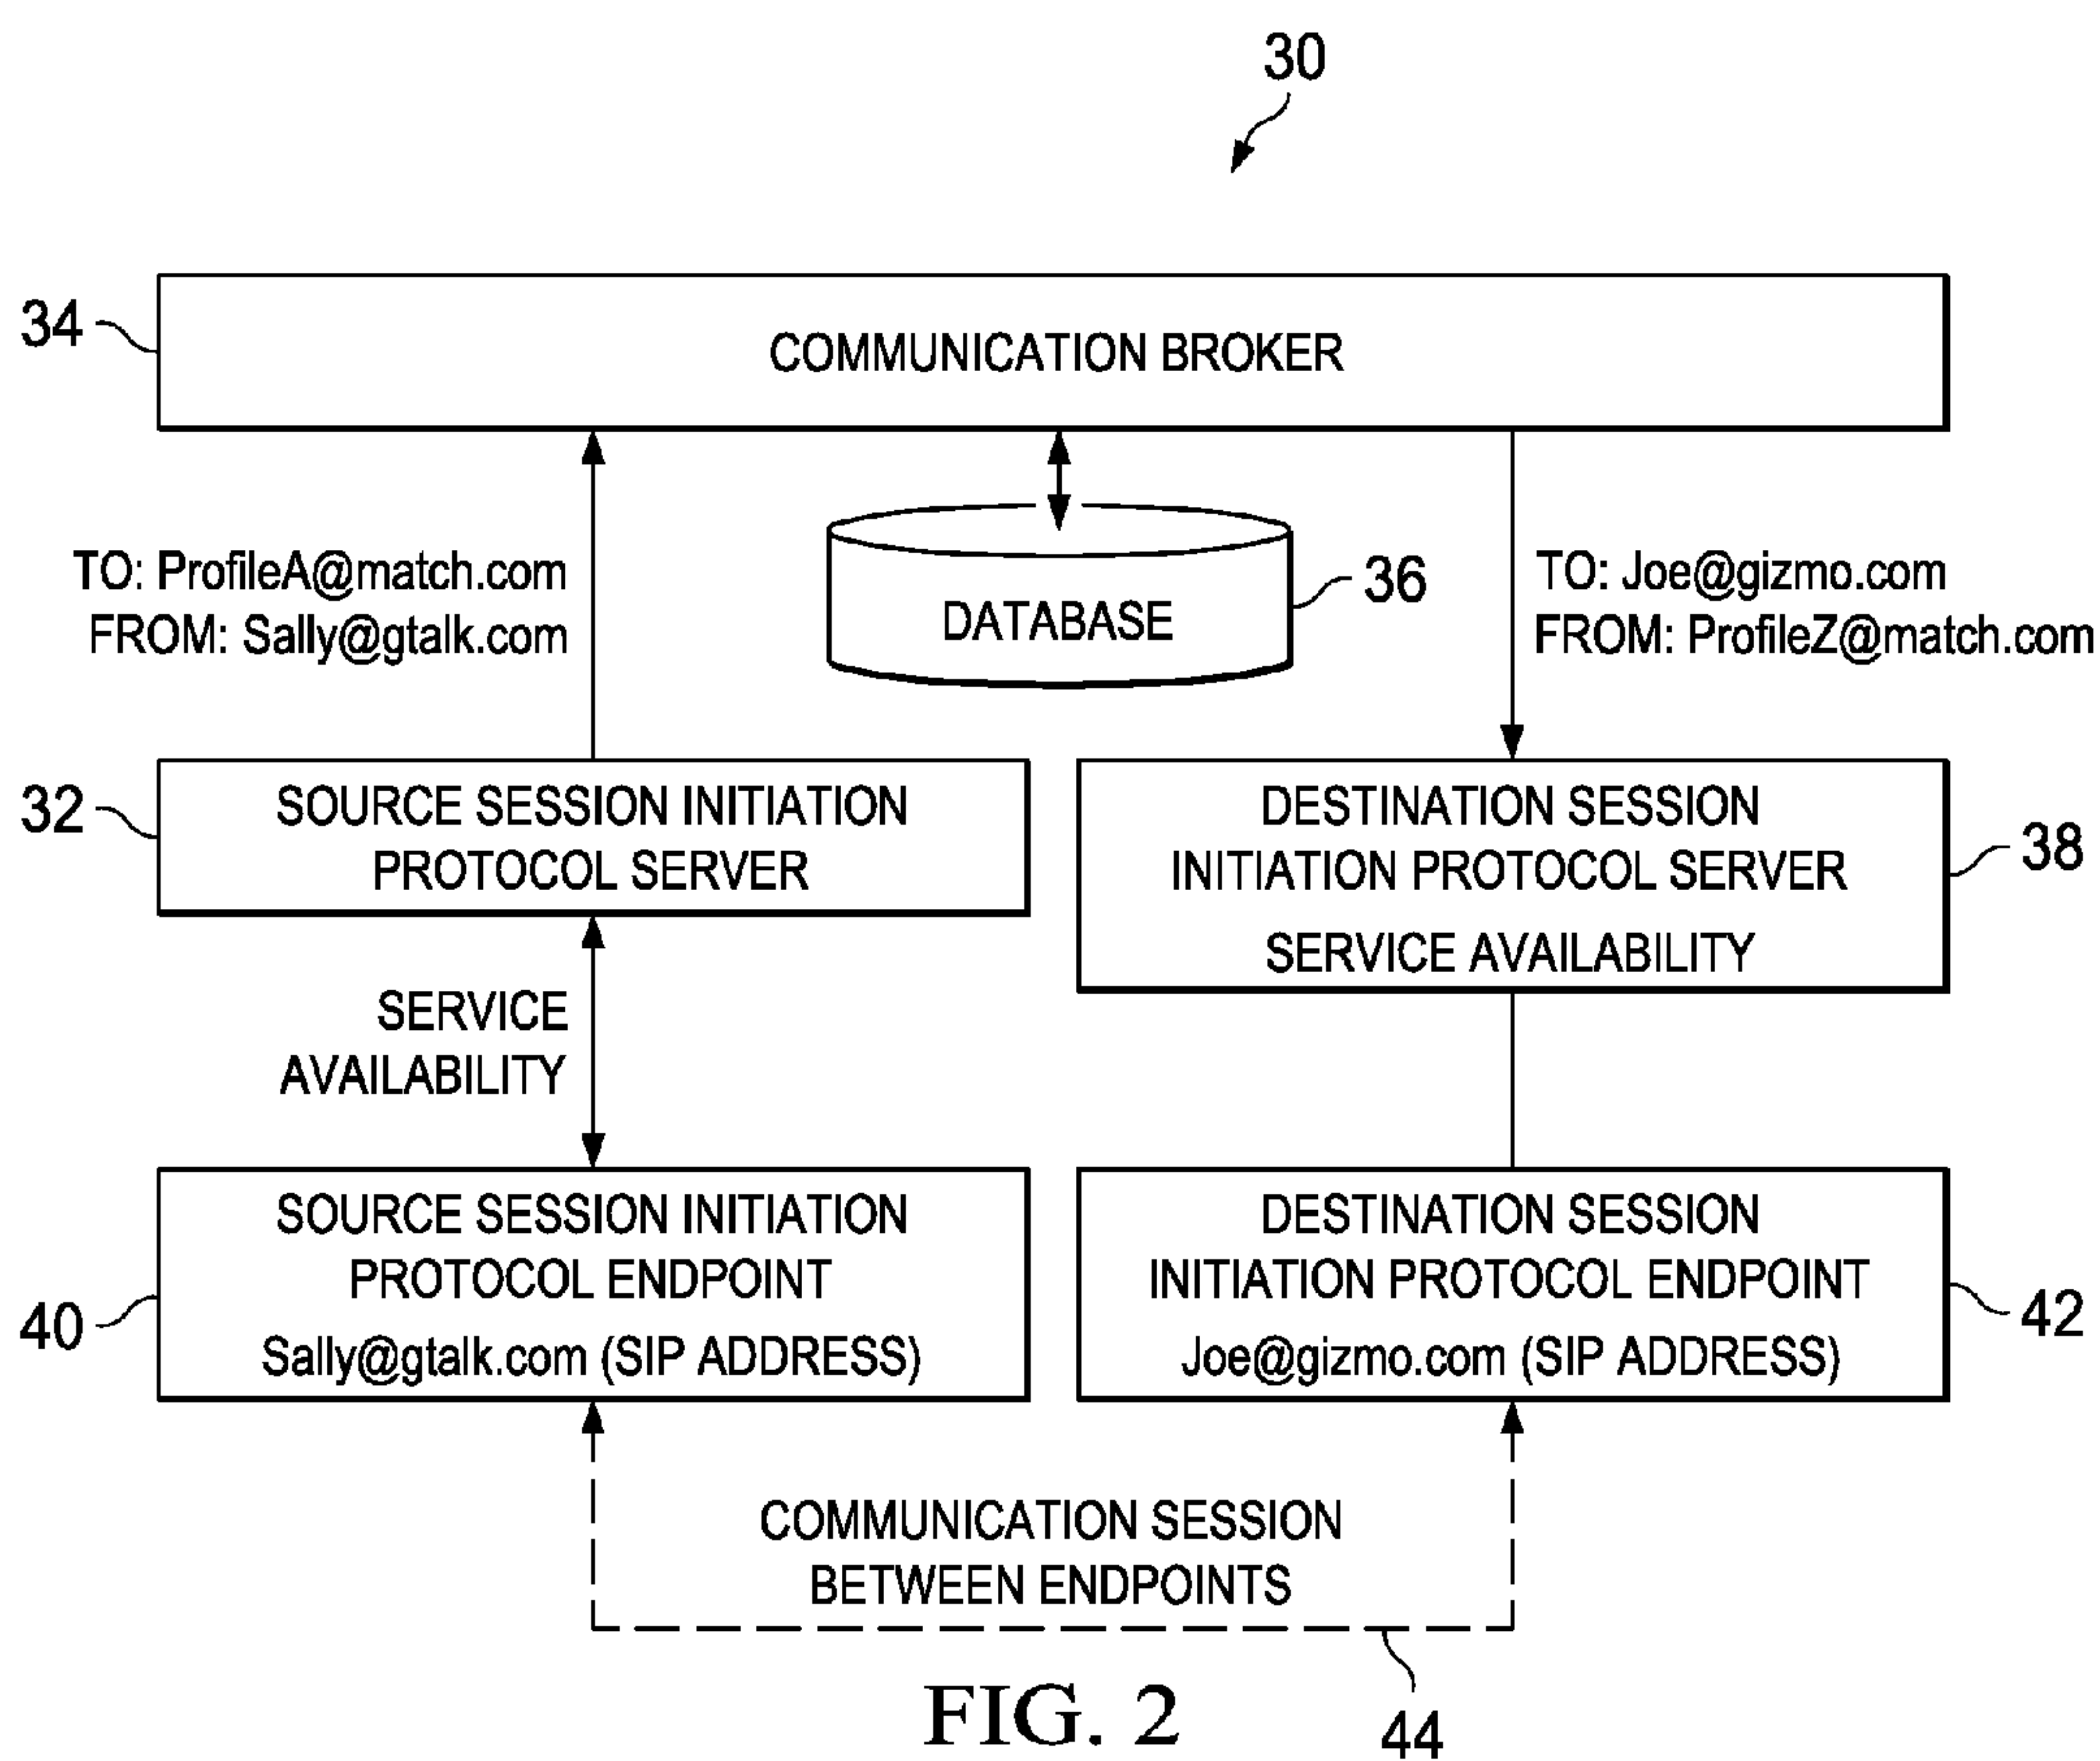 30
34
COMMUNICATION BROKER
TO: ProfileA@match.com
FROM: Sally@gtalk.com
DATABASE
36
TO: Joe@gizmo.com
FROM: ProfileZ@match.com
32
SOURCE SESSION INITIATION
PROTOCOL SERVER
DESTINATION SESSION
INITIATION PROTOCOL SERVER
SERVICE AVAILABILITY
38
SERVICE
AVAILABILITY
40
SOURCE SESSION INITIATION
PROTOCOL ENDPOINT
Sally@gtalk.com (SIP ADDRESS)
DESTINATION SESSION
INITIATION PROTOCOL ENDPOINT
Joe@gizmo.com (SIP ADDRESS)
42
COMMUNICATION SESSION
BETWEEN ENDPOINTS
44
FIG. 2